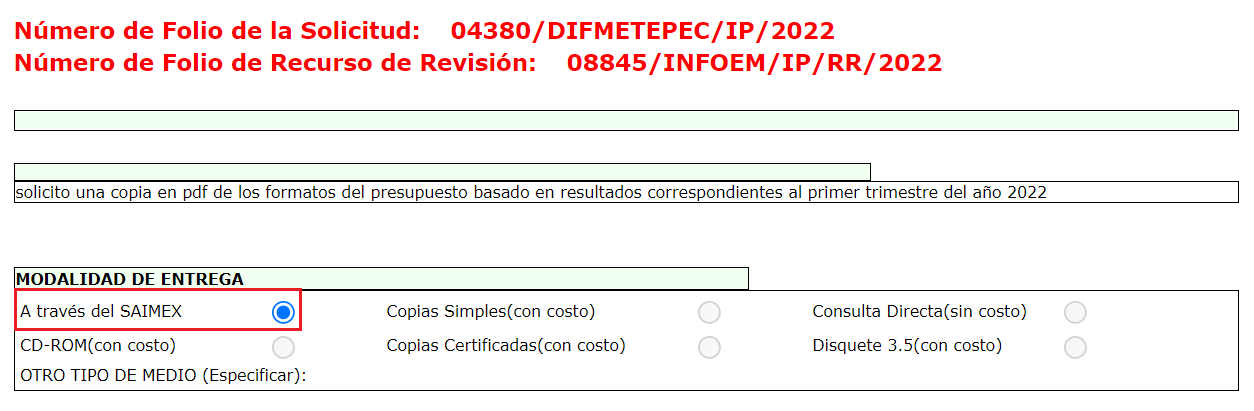 Número de Folio de la Solicitud: 04380/DIFMETEPEC/IP/2022
Número de Folio de Recurso de Revisión: 08845/INFOEM/IP/RR/2022
solicito una copia en pdf de los formatos del presupuesto basado en resultados correspondientes al primer trimestre del año 2022
MODALIDAD DE ENTREGA
A través del SAIMEX Copias Simples(con costo) Consulta Directa(sin costo)
CD-ROM(con costo) Copias Certificadas(con costo) Disquete 3.5(con costo)
OTRO TIPO DE MEDIO (Especificar):